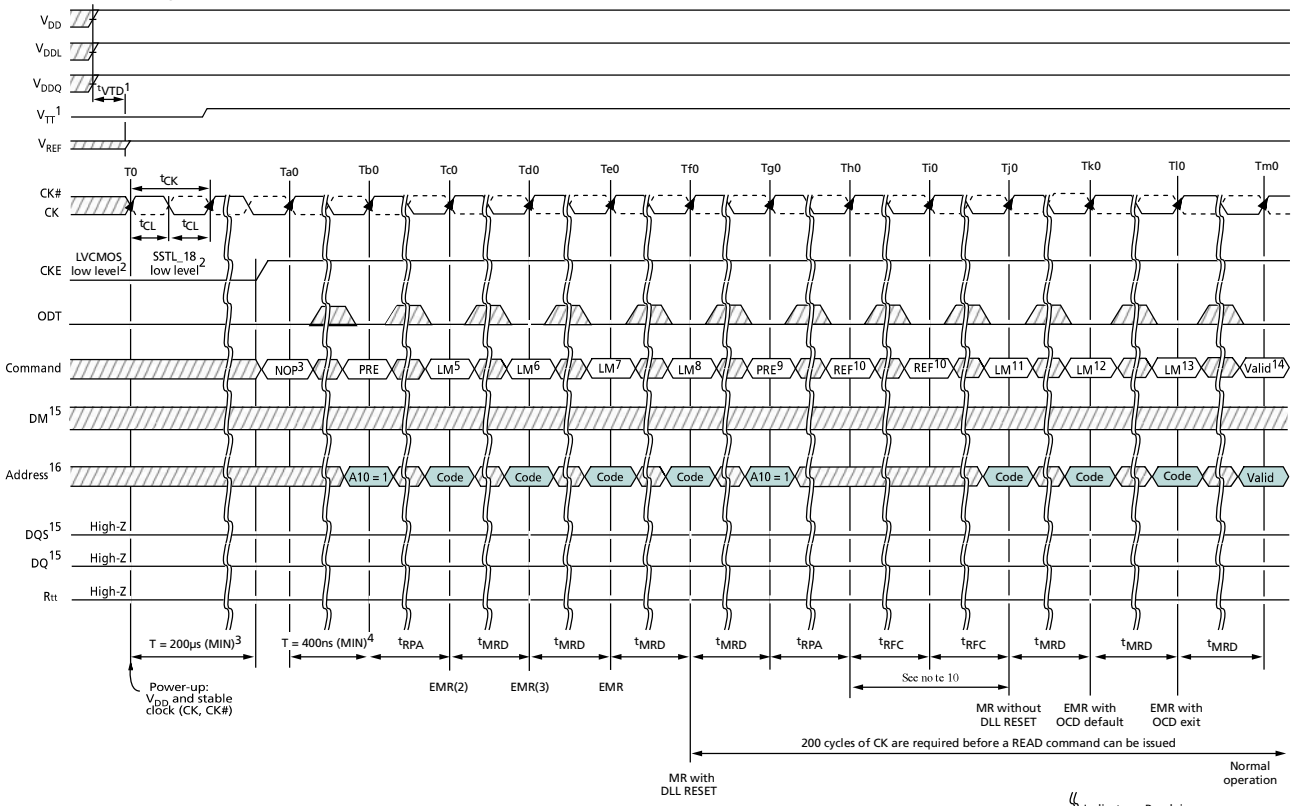 VDD
VDDL
VDDQ
tVTD1
VTT1
VREF
T0 Ta0 Tb0 Tc0 Td0 Te0 Tf0 Tg0 Th0 Ti0 Tj0 Tk0 Tl0 Tm0
tCK
CK#
CK
tCL tCL
LVCMOS low level2
SSTL_18 low level2
CKE
ODT
Command NOP3 PRE LM5 LM6 LM7 LM8 PRE9 REF10 REF10 LM11 LM12 LM13 Valid14
DM15
Address16 A10 = 1 Code Code Code Code A10 = 1 Code Code Code Valid
DQS15 High-Z
DQ15 High-Z
Rtt High-Z
T = 200µs (MIN)3 T = 400ns (MIN)4 tRPA tMRD tMRD tMRD tMRD tRPA tRFC tRFC tMRD tMRD tMRD
Power-up:
VDD and stable
clock (CK, CK#)
EMR(2) EMR(3) EMR
See note 10
MR without
DLL RESET
EMR with
OCD default
EMR with
OCD exit
200 cycles of CK are required before a READ command can be issued
MR with
DLL RESET
Normal
operation